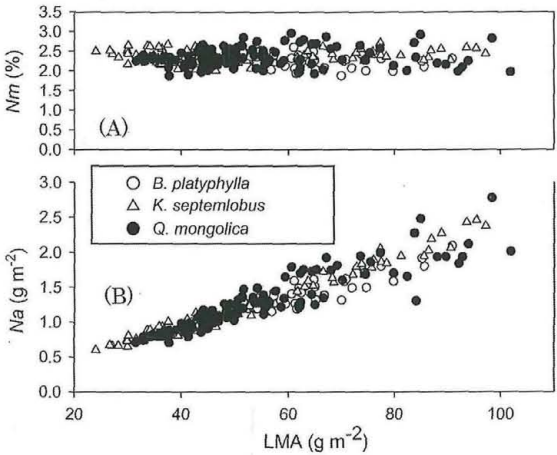 3.5
3.0
2.5
2.0
1.5
1.0
0.5
0.0
Nm (%)
(A)
B. platyphylla
K. septemlobus
Q. mongolica
3.0
2.5
2.0
1.5
1.0
0.5
0.0
Na (g m⁻²)
(B)
20 40 60 80 100
LMA (g m⁻²)